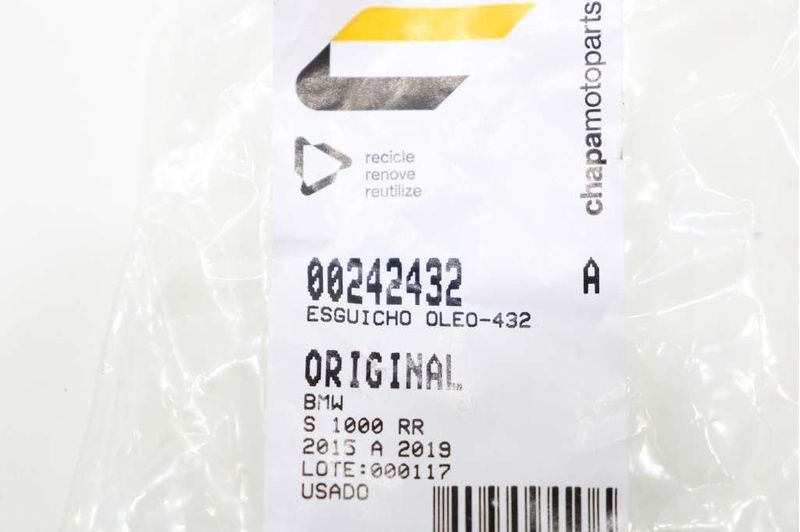 chapamotoparts
recicle
renove
reutilize
00242432
A
ESGUICHO OLEO-432
ORIGINAL
BMW
S 1000 RR
2015 A 2019
LOTE:000117
USADO